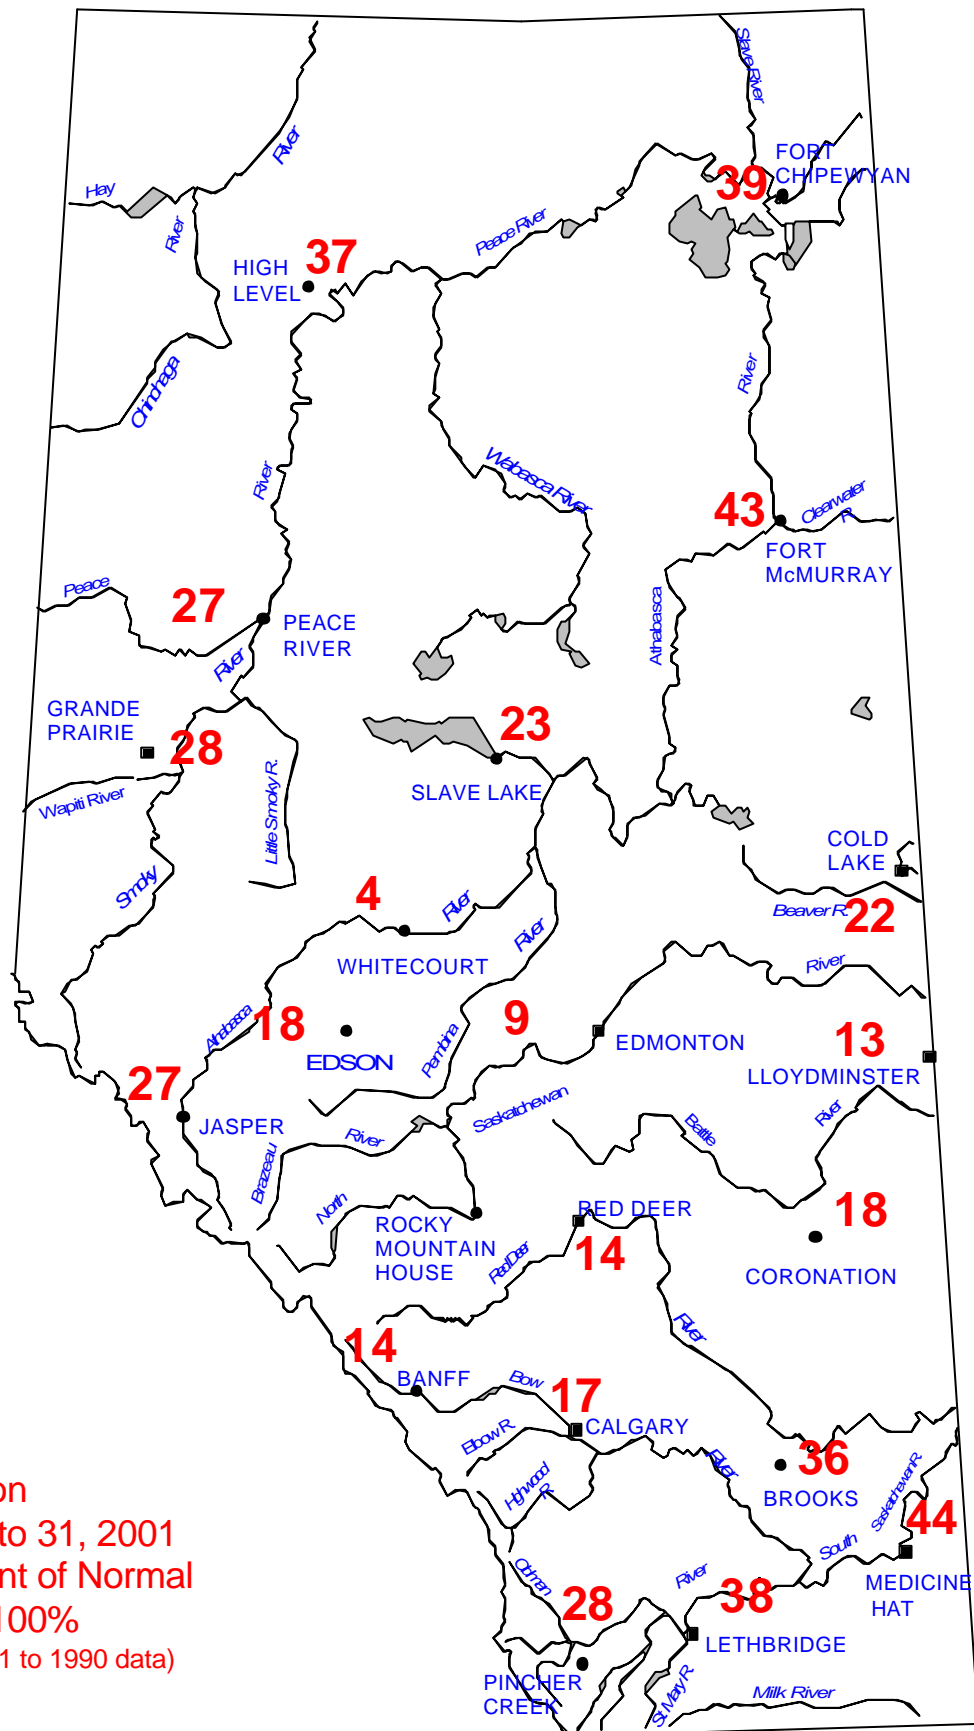 Slave River
FORT
CHIPEWYAN
39
River
Hay
River
Peace River
HIGH
LEVEL
37
Chinchaga
River
River
Wabasca River
43
Clearwater
R.
FORT
McMURRAY
Peace
27
PEACE
RIVER
River
Athabasca
GRANDE
PRAIRIE
28
23
SLAVE LAKE
Wapiti River
Little Smoky R.
Smoky
COLD
LAKE
Beaver R.
22
4
River
WHITECOURT
River
River
Athabasca
18
EDSON
Pembina
9
EDMONTON
13
LLOYDMINSTER
27
JASPER
Saskatchewan
River
Brazeau
River
Battle
North
ROCKY
MOUNTAIN
HOUSE
RED DEER
14
Red Deer
18
CORONATION
River
14
BANFF
Bow
17
CALGARY
Elbow R.
Highwood
R.
River
36
BROOKS
Saskatchewan R.
44
South
MEDICINE
HAT
Oldman
28
River
38
LETHBRIDGE
PINCHER
CREEK
St. Mary R.
Milk River
on
to 31, 2001
nt of Normal
100%
1 to 1990 data)